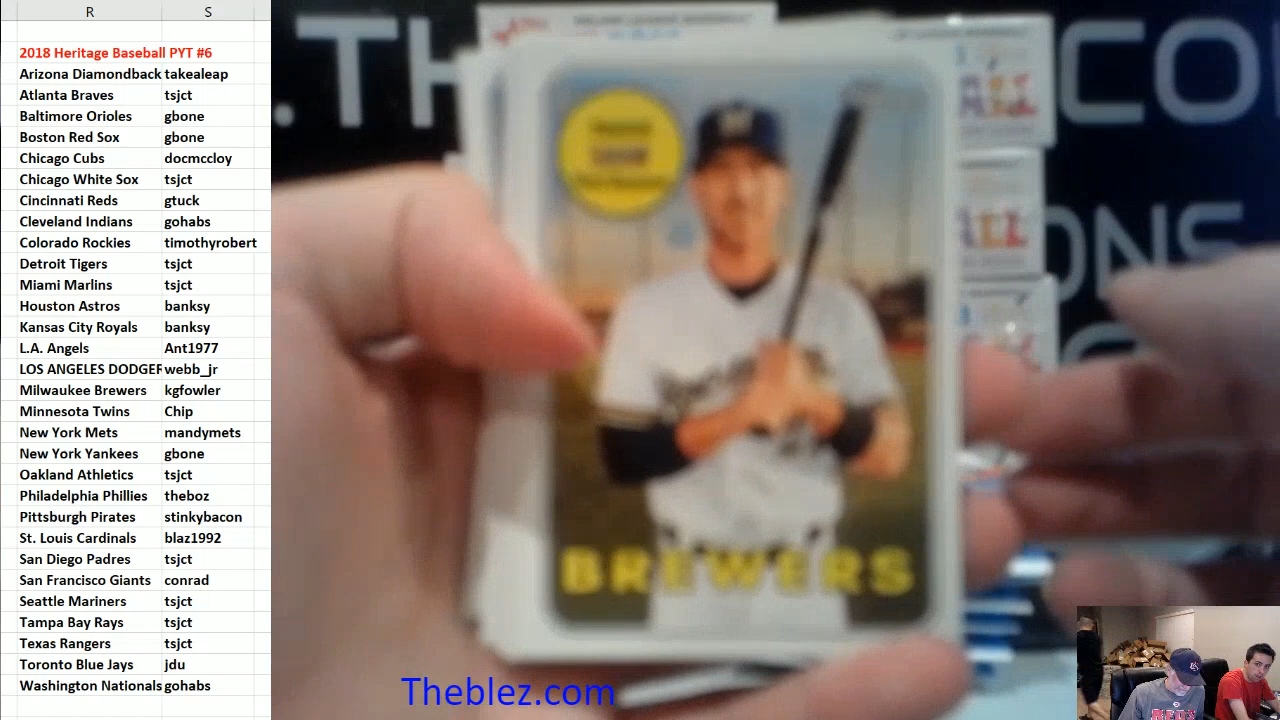 R S
2018 Heritage Baseball PYT #6
Arizona Diamondback takealeap
Atlanta Braves tsjct
Baltimore Orioles gbone
Boston Red Sox gbone
Chicago Cubs docmccloy
Chicago White Sox tsjct
Cincinnati Reds gtuck
Cleveland Indians gohabs
Colorado Rockies timothyrobert
Detroit Tigers tsjct
Miami Marlins tsjct
Houston Astros banksy
Kansas City Royals banksy
L.A. Angels Ant1977
LOS ANGELES DODGER webb_jr
Milwaukee Brewers kgfowler
Minnesota Twins Chip
New York Mets mandymets
New York Yankees gbone
Oakland Athletics tsjct
Philadelphia Phillies theboz
Pittsburgh Pirates stinkybacon
St. Louis Cardinals blaz1992
San Diego Padres tsjct
San Francisco Giants conrad
Seattle Mariners tsjct
Tampa Bay Rays tsjct
Texas Rangers tsjct
Toronto Blue Jays jdu
Washington Nationals gohabs
.TH
CO
ONS
BREWERS
Theblez.com
REDS